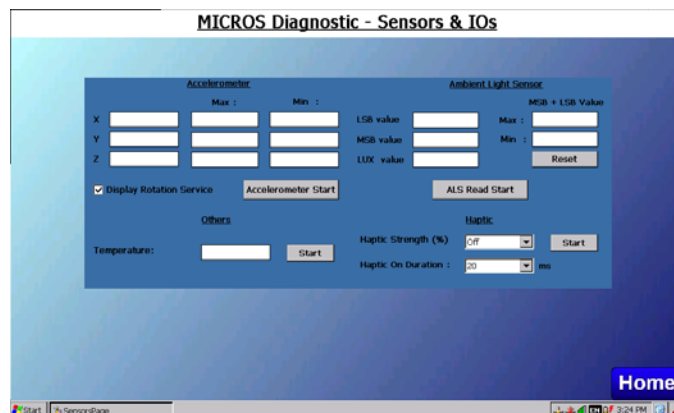 MICROS Diagnostic - Sensors & IOs
Accelerometer
Max :
Min :
X
Y
Z
Display Rotation Service
Accelerometer Start
Ambient Light Sensor
MSB + LSB Value
LSB value
Max :
MSB value
Min :
LUX value
Reset
ALS Read Start
Others
Temperature:
Start
Haptic
Haptic Strength (%)
Off
Start
Haptic On Duration :
20
ms
Home
Start
SensorsPage
EN
3:24 PM